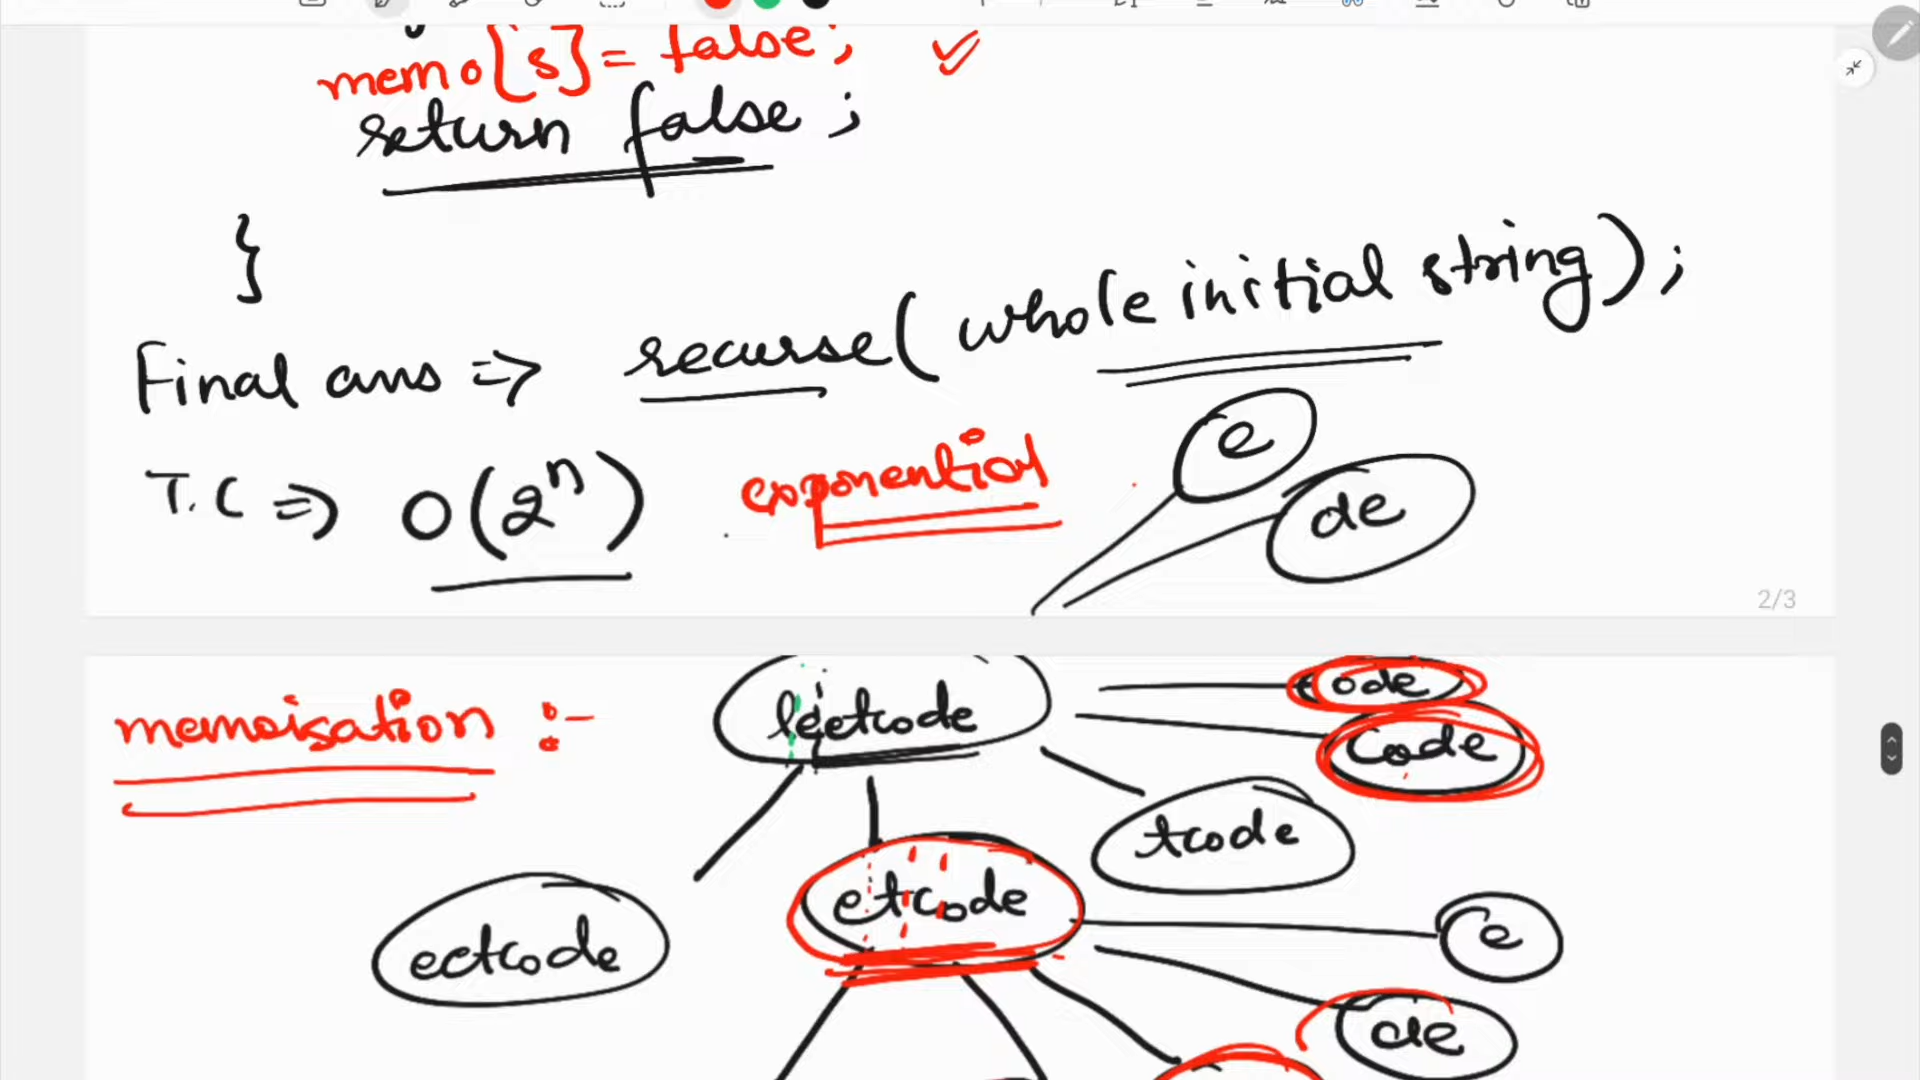 memo[s] = false;
return false ;
}
Final ans => recurse( whole initial string);
T.C => O(2^n) exponential
e
de
2/3
memoisation :-
leetcode
ode
code
tcode
etcode
eetcode
e
de